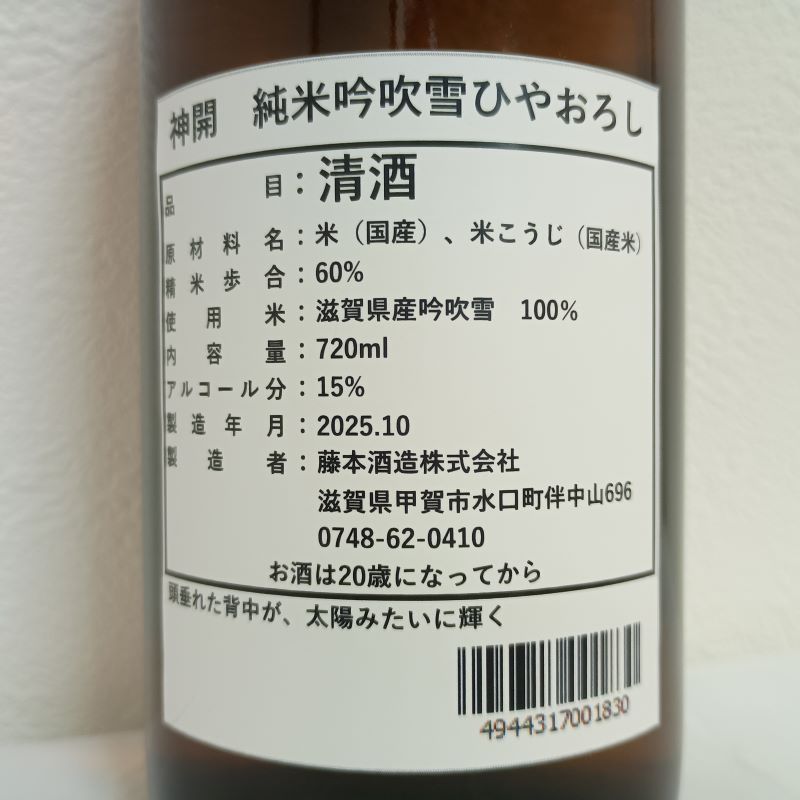 神開　純米吟吹雪ひやおろし
品目：清酒
原材料名：米（国産）、米こうじ（国産米）
精米歩合：60%
使用米：滋賀県産吟吹雪　100%
内容量：720ml
アルコール分：15%
製造年月：2025.10
製造者：藤本酒造株式会社
滋賀県甲賀市水口町伴中山696
0748-62-0410
お酒は20歳になってから
頭垂れた背中が、太陽みたいに輝く
4944317001830